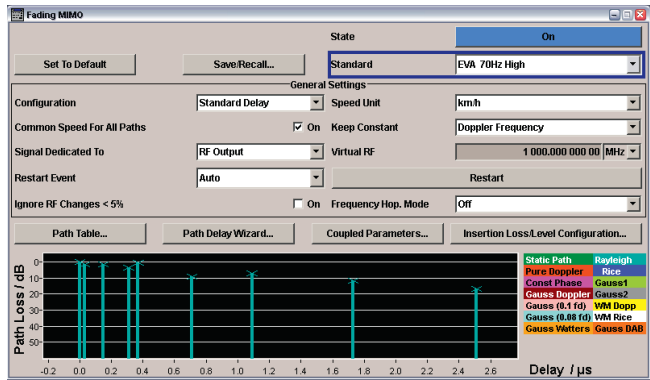 Fading MIMO
State On
Set To Default Save/Recall... Standard EVA 70Hz High
General Settings
Configuration Standard Delay Speed Unit km/h
Common Speed For All Paths On Keep Constant Doppler Frequency
Signal Dedicated To RF Output Virtual RF 1 000.000 000 00 MHz
Restart Event Auto Restart
Ignore RF Changes < 5% On Frequency Hop. Mode Off
Path Table... Path Delay Wizard... Coupled Parameters... Insertion Loss/Level Configuration...
Path Loss / dB
0-
10-
20-
30-
40-
50-
-0.2 0.0 0.2 0.4 0.6 0.8 1.0 1.2 1.4 1.6 1.8 2.0 2.2 2.4 2.6
Delay / µs
Static Path Rayleigh
Pure Doppler Rice
Const Phase Gauss1
Gauss Doppler Gauss2
Gauss (0.1 fd) WM Dopp
Gauss (0.08 fd) WM Rice
Gauss Watters Gauss DAB